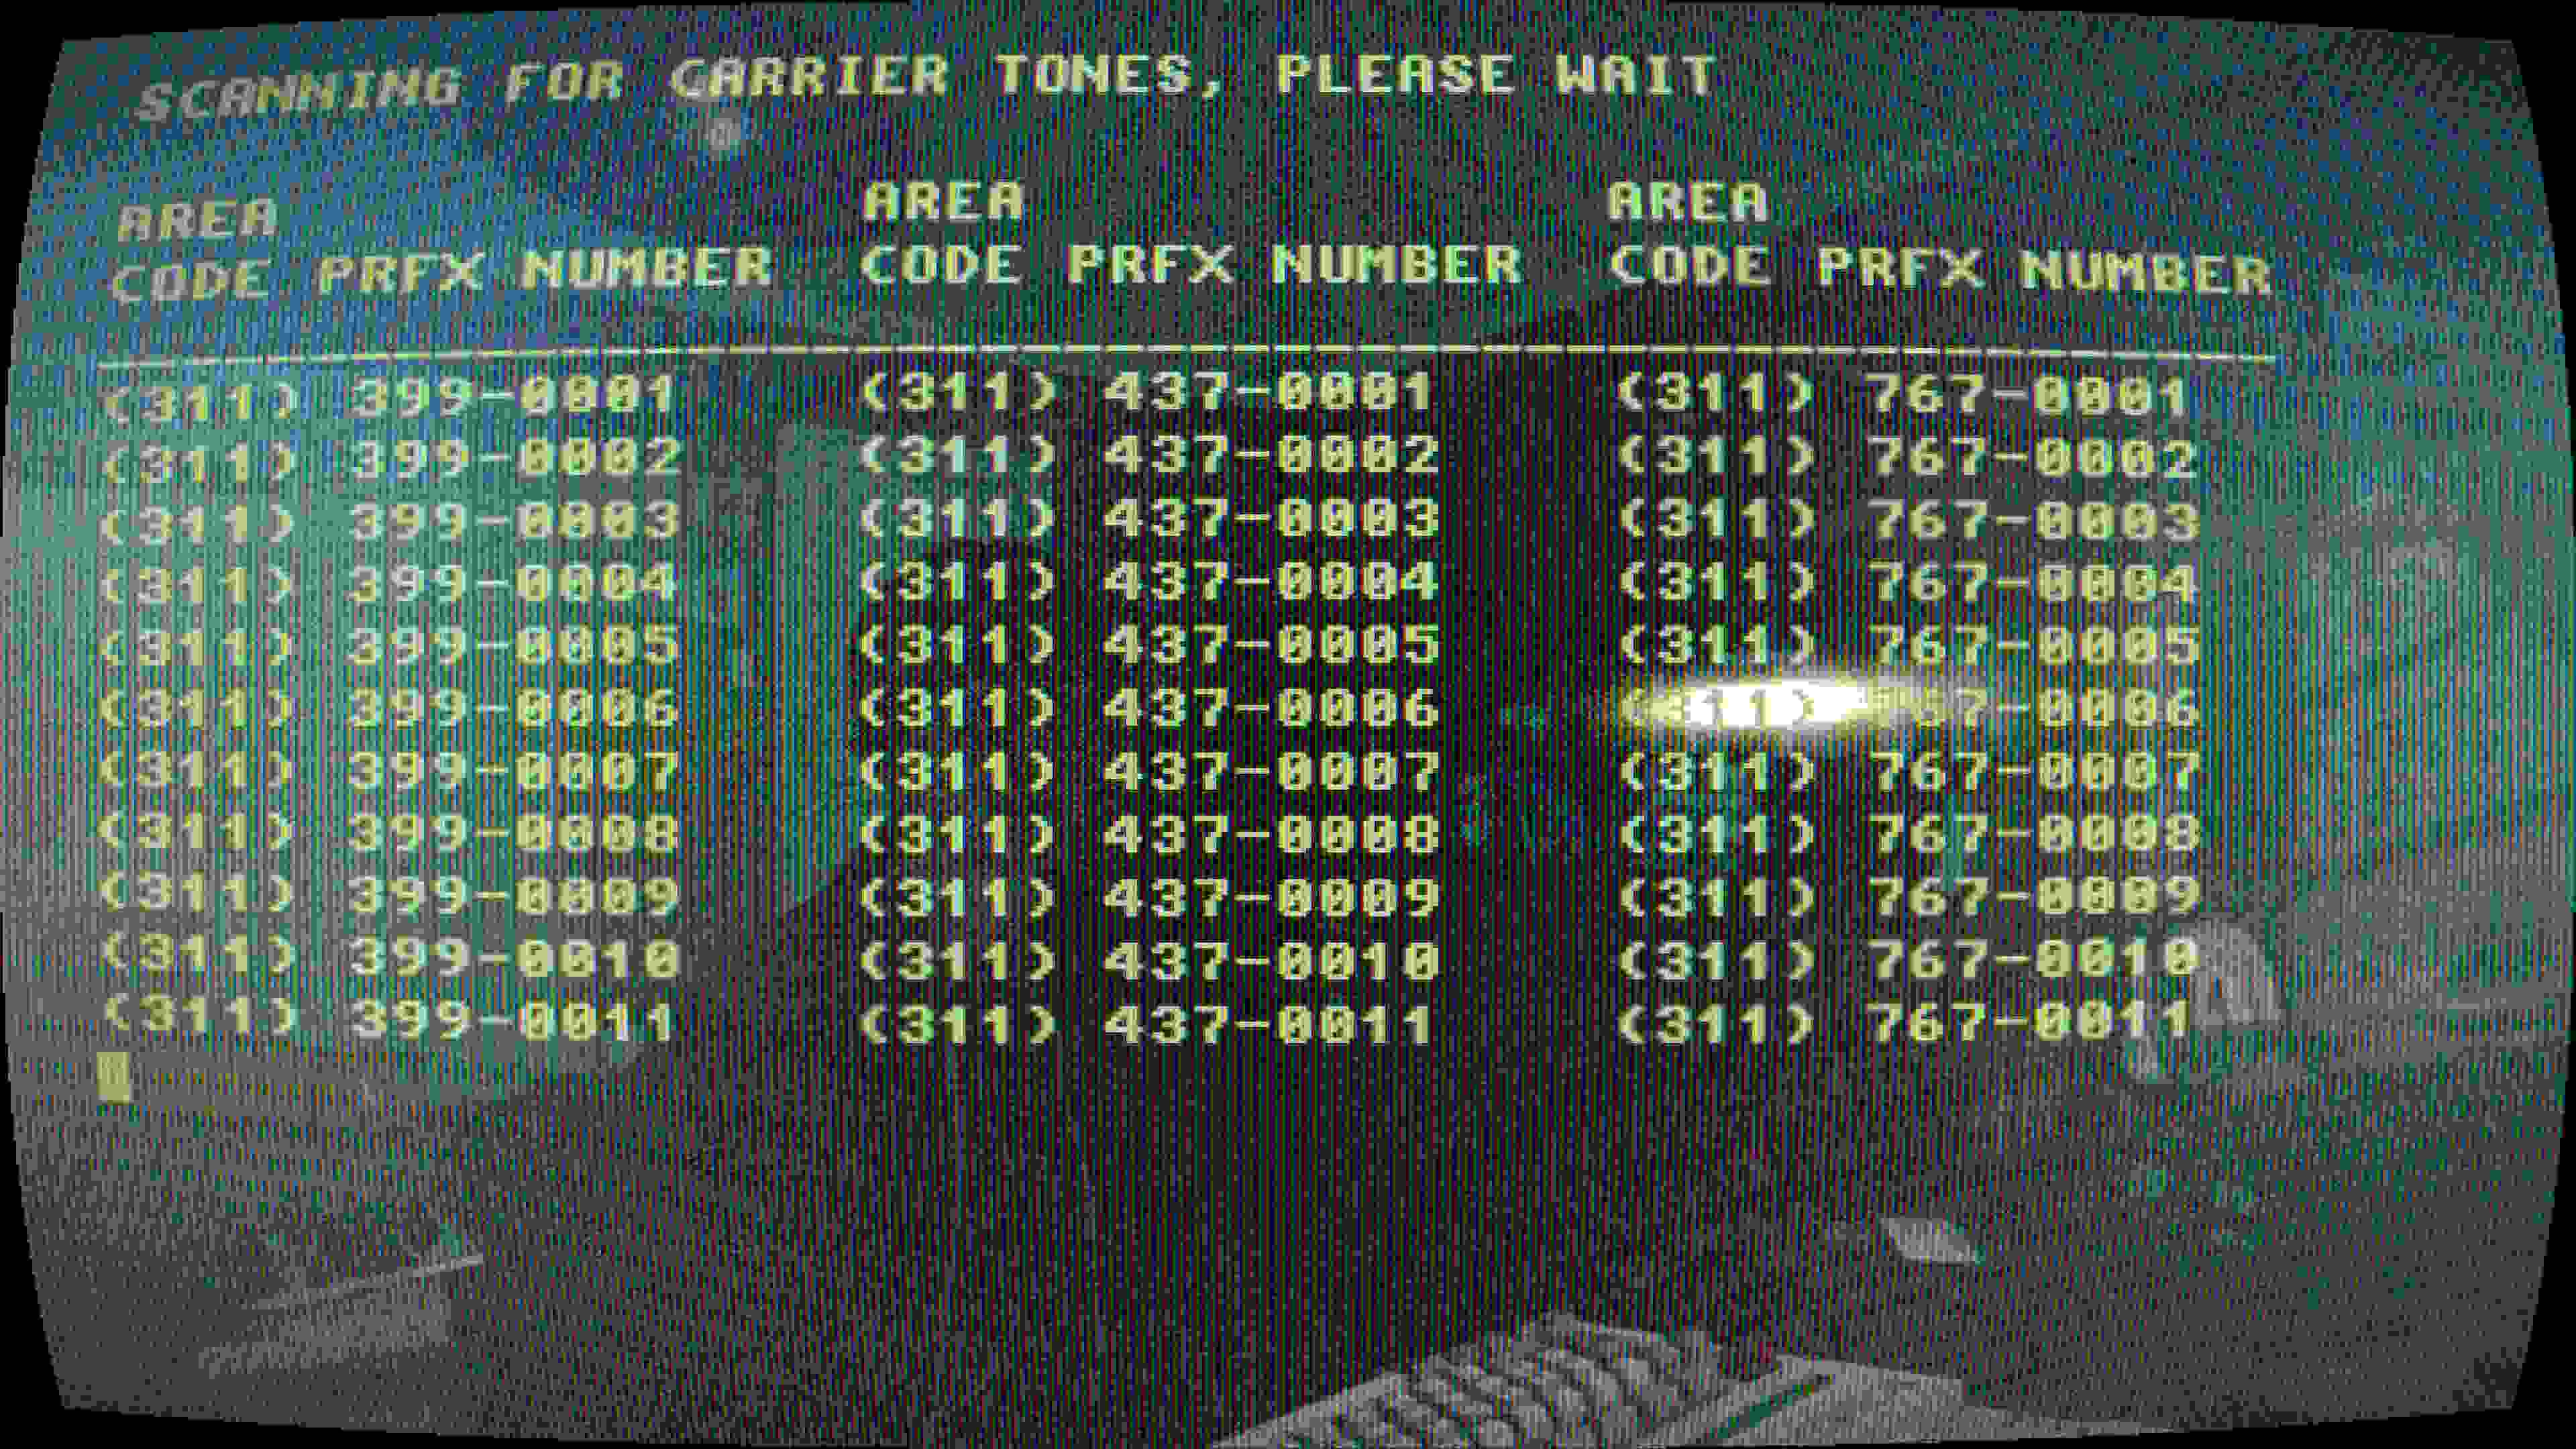 SCANNING FOR CARRIER TONES, PLEASE WAIT
AREA AREA AREA
CODE PRFX NUMBER CODE PRFX NUMBER CODE PRFX NUMBER
(311) 399-0001 (311) 437-0001 (311) 767-0001
(311) 399-0002 (311) 437-0002 (311) 767-0002
(311) 399-0003 (311) 437-0003 (311) 767-0003
(311) 399-0004 (311) 437-0004 (311) 767-0004
(311) 399-0005 (311) 437-0005 (311) 767-0005
(311) 399-0006 (311) 437-0006 (311) 767-0006
(311) 399-0007 (311) 437-0007 (311) 767-0007
(311) 399-0008 (311) 437-0008 (311) 767-0008
(311) 399-0009 (311) 437-0009 (311) 767-0009
(311) 399-0010 (311) 437-0010 (311) 767-0010
(311) 399-0011 (311) 437-0011 (311) 767-0011